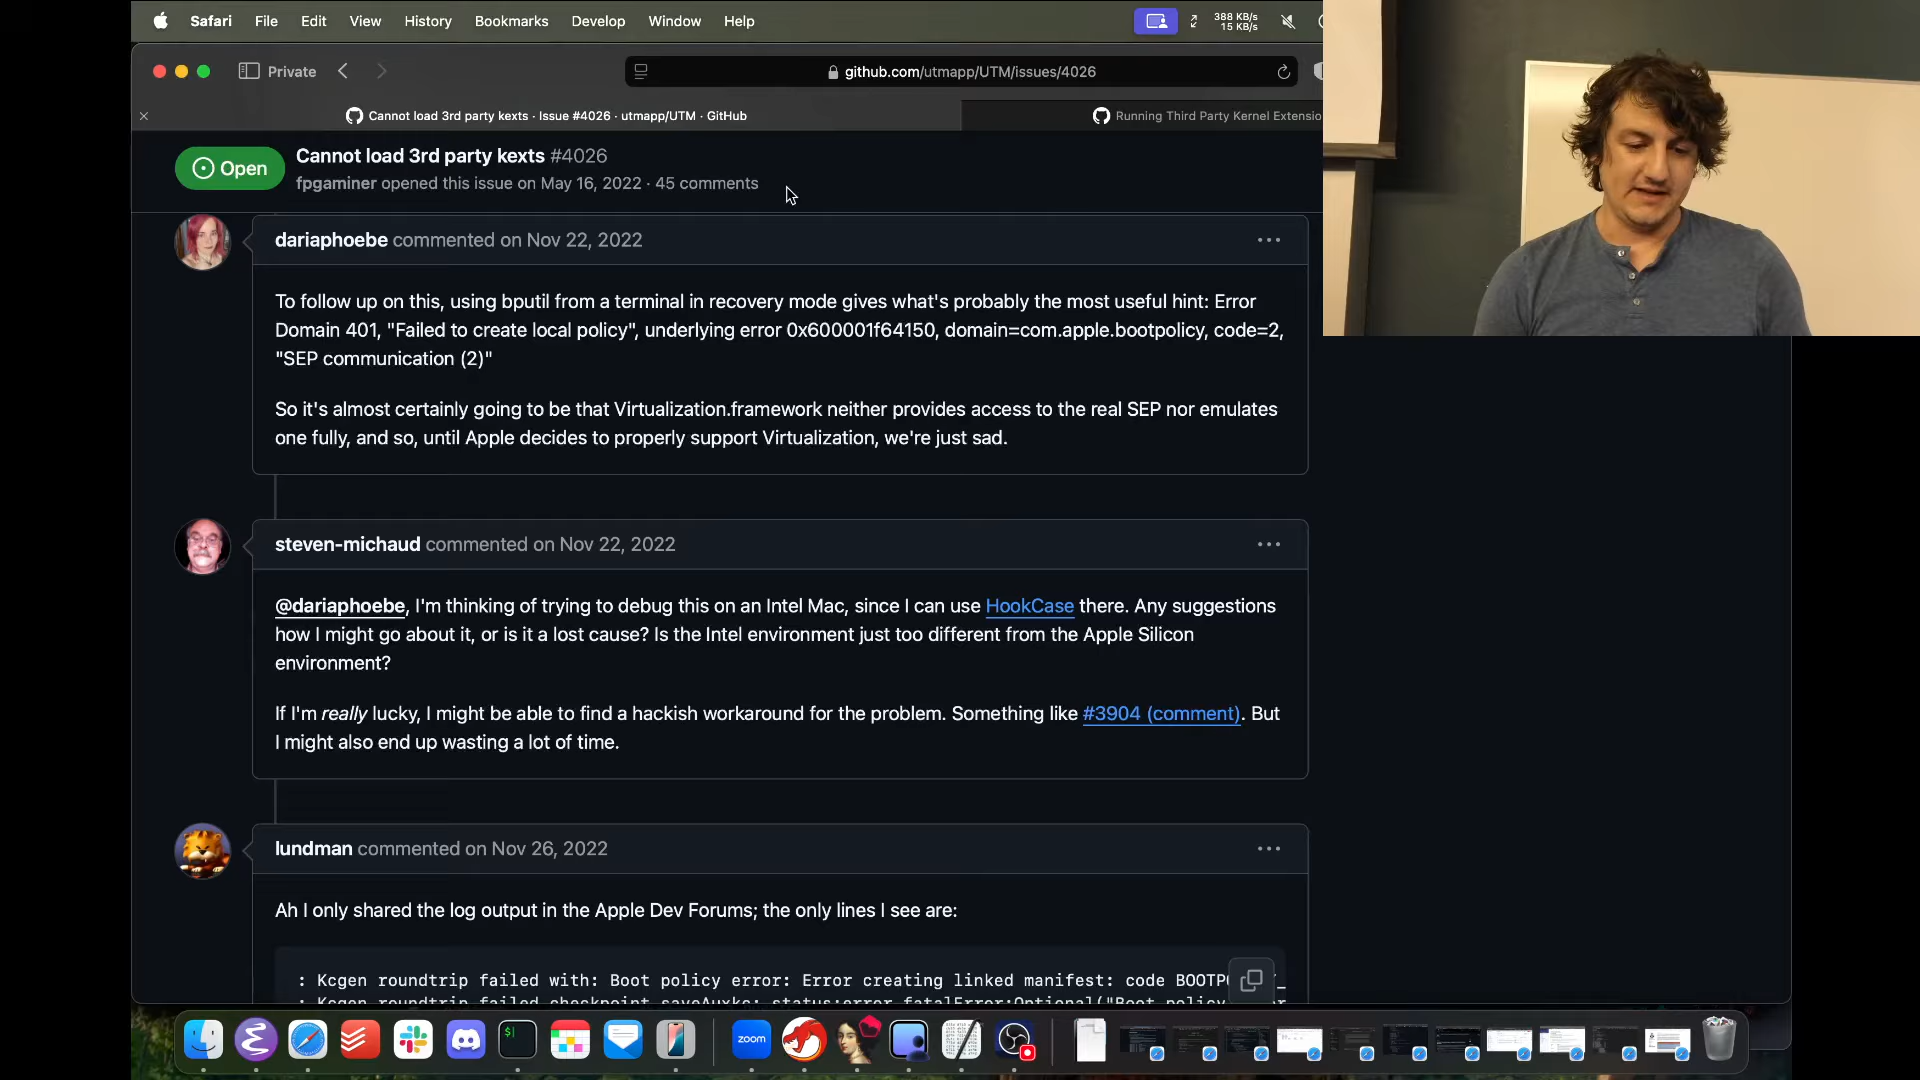 Safari File Edit View History Bookmarks Develop Window Help
388 KB/s
15 KB/s
Private
github.com/utmapp/UTM/issues/4026
Cannot load 3rd party kexts · Issue #4026 · utmapp/UTM · GitHub
Running Third Party Kernel Extensio
Open
Cannot load 3rd party kexts #4026
fpgaminer opened this issue on May 16, 2022 · 45 comments
dariaphoebe commented on Nov 22, 2022
To follow up on this, using bputil from a terminal in recovery mode gives what's probably the most useful hint: Error
Domain 401, "Failed to create local policy", underlying error 0x600001f64150, domain=com.apple.bootpolicy, code=2,
"SEP communication (2)"
So it's almost certainly going to be that Virtualization.framework neither provides access to the real SEP nor emulates
one fully, and so, until Apple decides to properly support Virtualization, we're just sad.
steven-michaud commented on Nov 22, 2022
@dariaphoebe, I'm thinking of trying to debug this on an Intel Mac, since I can use HookCase there. Any suggestions
how I might go about it, or is it a lost cause? Is the Intel environment just too different from the Apple Silicon
environment?
If I'm really lucky, I might be able to find a hackish workaround for the problem. Something like #3904 (comment). But
I might also end up wasting a lot of time.
lundman commented on Nov 26, 2022
Ah I only shared the log output in the Apple Dev Forums; the only lines I see are:
: Kcgen roundtrip failed with: Boot policy error: Error creating linked manifest: code BOOTP
: Kcgen roundtrip failed checkpoint saveAuxkc: status:error fatalError:Optional("Boot policy
$|
zoom